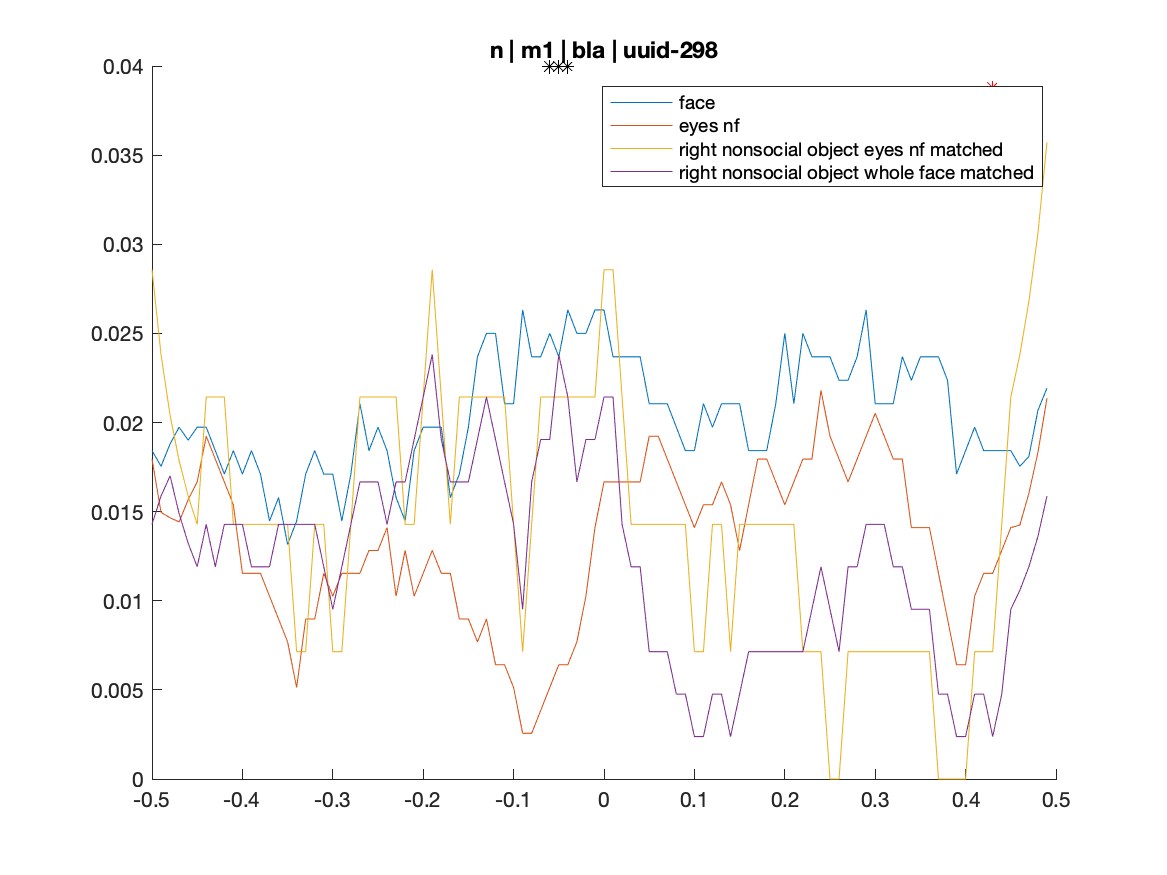 n | m1 | bla | uuid-298
0.04
0.035
0.03
0.025
0.02
0.015
0.01
0.005
0
face
eyes nf
right nonsocial object eyes nf matched
right nonsocial object whole face matched
-0.5 -0.4 -0.3 -0.2 -0.1 0 0.1 0.2 0.3 0.4 0.5